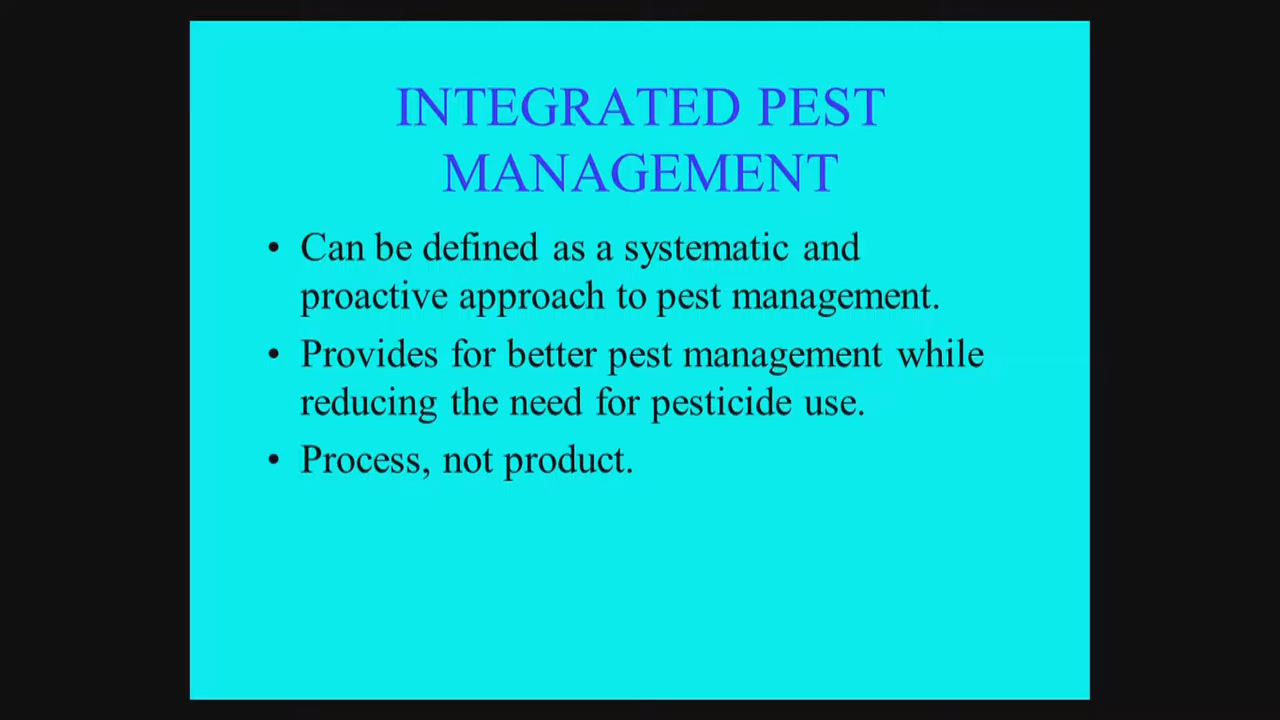 INTEGRATED PEST
MANAGEMENT
• Can be defined as a systematic and
proactive approach to pest management.
• Provides for better pest management while
reducing the need for pesticide use.
• Process, not product.